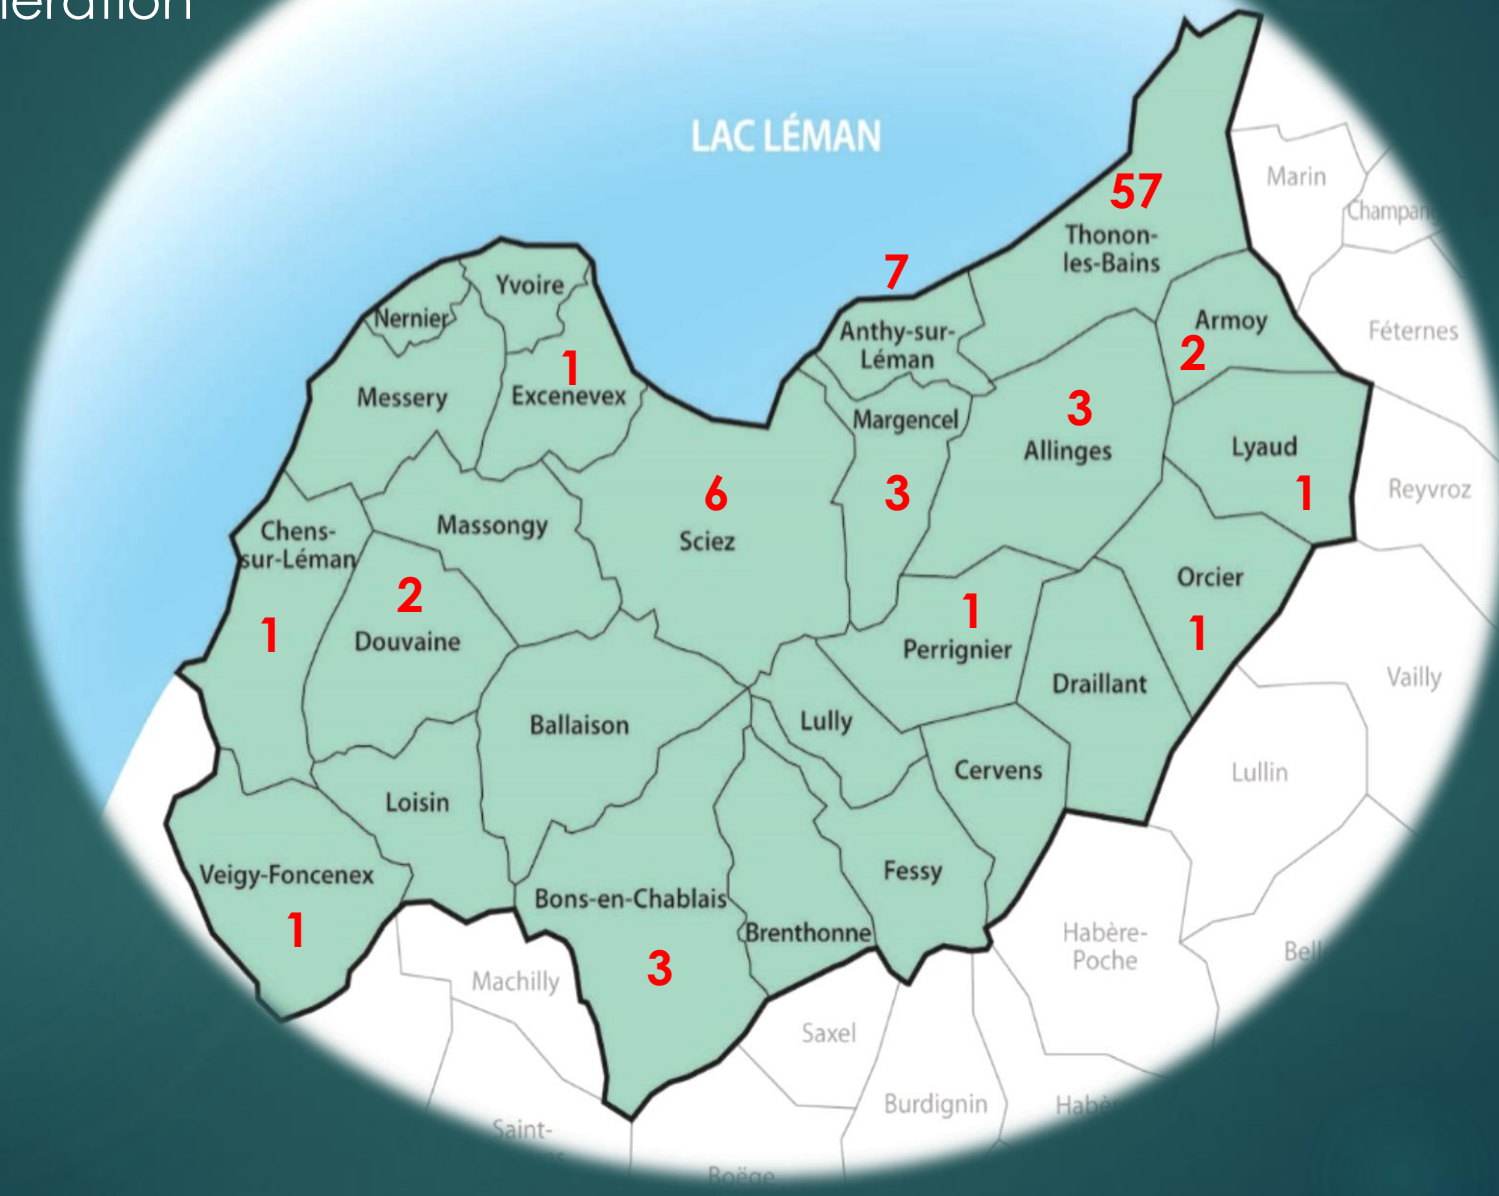 LAC LÉMAN
57
Thonon-
les-Bains
Marin
7
Yvoire
Nernier
Anthy-sur-
Léman
Armoy
2
Féternes
1
Excenevex
Messery
Margencel
3
Allinges
3
Lyaud
1
Reyvroz
6
Sciez
Massongy
Chens-
sur-Léman
1
2
Douvaine
Orcier
1
1
Perrignier
Draillant
Vailly
Lully
Ballaison
Cervens
Lullin
Loisin
Veigy-Foncenex
1
Fessy
Bons-en-Chablais
3
Brenthonne
Habère-
Poche
Machilly
Saxel
Burdignin
Saint-
Boëge